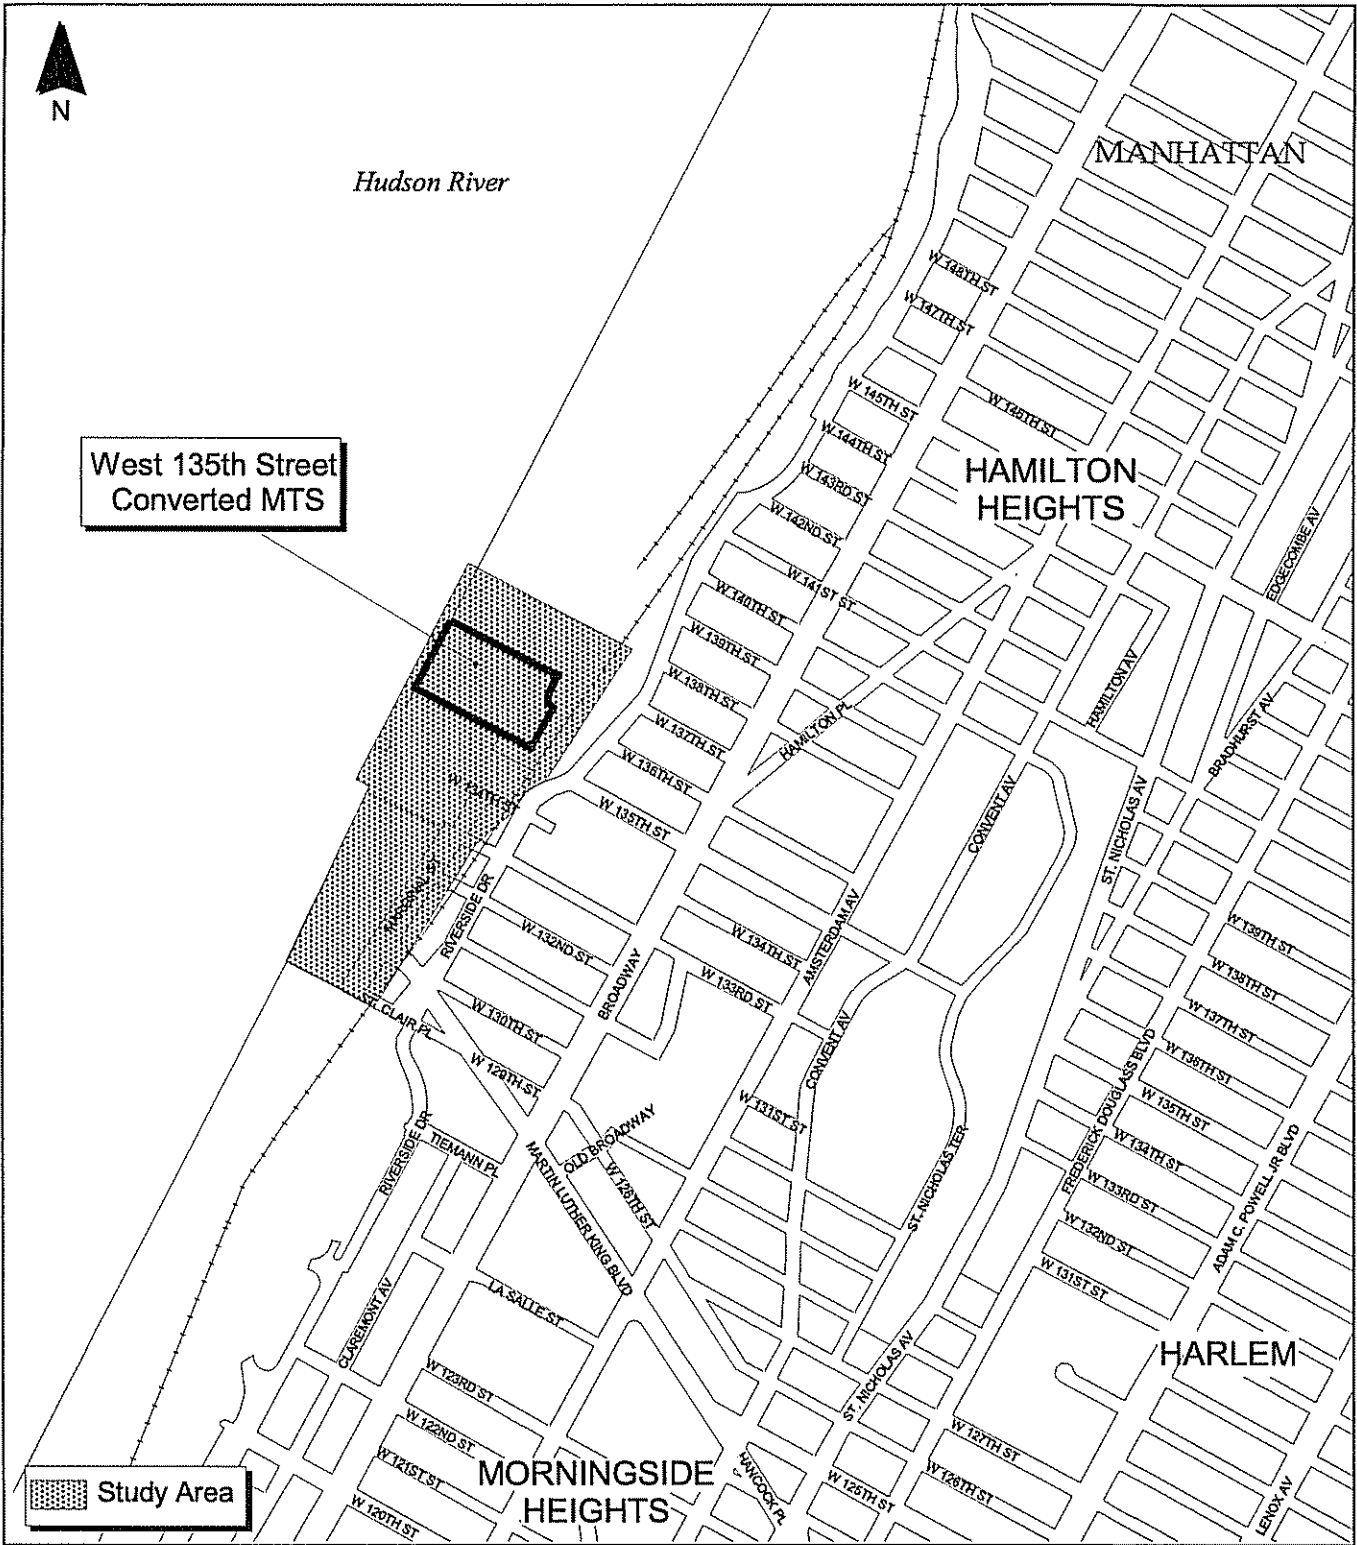 N
Hudson River
MANHATTAN
W 148TH ST
W 147TH ST
W 145TH ST
W 145TH ST
W 144TH ST
W 143RD ST
W 142ND ST
HAMILTON
HEIGHTS
West 135th Street
Converted MTS
EDGECOMBE AV
W 141ST ST
W 140TH ST
W 139TH ST
W 138TH ST
W 137TH ST
W 136TH ST
W 135TH ST
HAMILTON PL
HAMILTON AV
BRADHURST AV
CONVENT AV
ST. NICHOLAS AV
W 134TH ST
MARGINAL ST
RIVERSIDE DR
W 132ND ST
BROADWAY
W 134TH ST
W 133RD ST
AMSTERDAM AV
W 139TH ST
W 138TH ST
W 137TH ST
W 136TH ST
W 135TH ST
W 134TH ST
W 133RD ST
W 132ND ST
W 131ST ST
ST. CLAIR PL
W 130TH ST
W 129TH ST
CONVENT AV
W 131ST ST
FREDERICK DOUGLASS BLVD
ADAM C. POWELL JR BLVD
RIVERSIDE DR
TIEMANN PL
OLD BROADWAY
W 126TH ST
MARTIN LUTHER KING BLVD
ST. NICHOLAS TER
LA SALLE ST
CLAREMONT AV
W 123RD ST
W 122ND ST
W 121ST ST
W 120TH ST
ST. NICHOLAS AV
HARLEM
W 127TH ST
W 126TH ST
W 125TH ST
HANCOCK PL
LENOX AV
MORNINGSIDE
HEIGHTS
Study Area